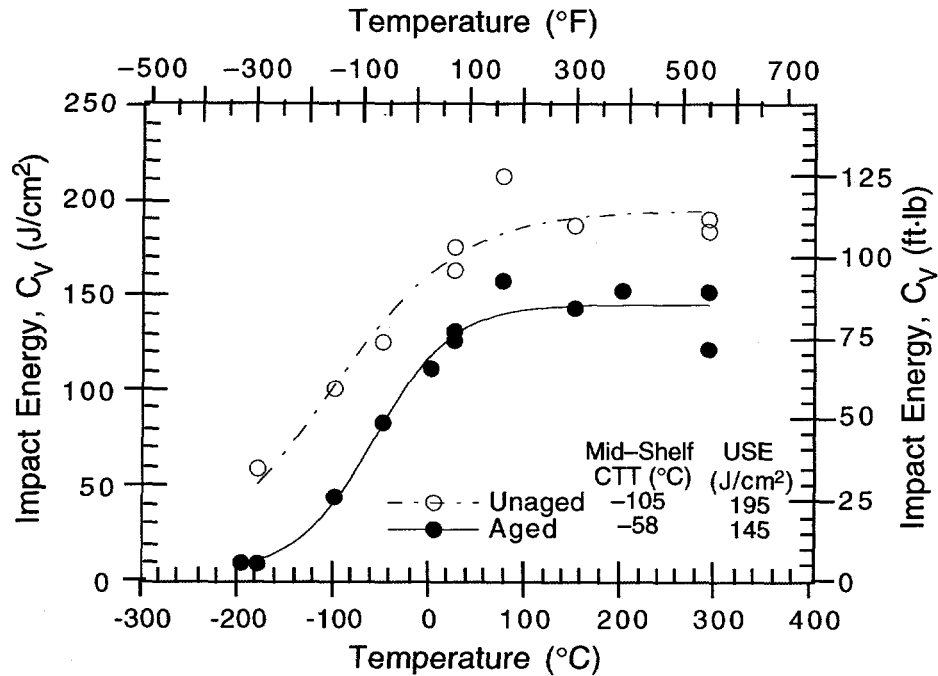 Temperature (°F)
−500 −300 −100 100 300 500 700
250
200
150
100
50
0
Impact Energy, C_V (J/cm²)
125
100
75
50
25
0
Impact Energy, C_V (ft·lb)
Mid–Shelf USE
CTT (°C) (J/cm²)
Unaged −105 195
Aged −58 145
-300 -200 -100 0 100 200 300 400
Temperature (°C)